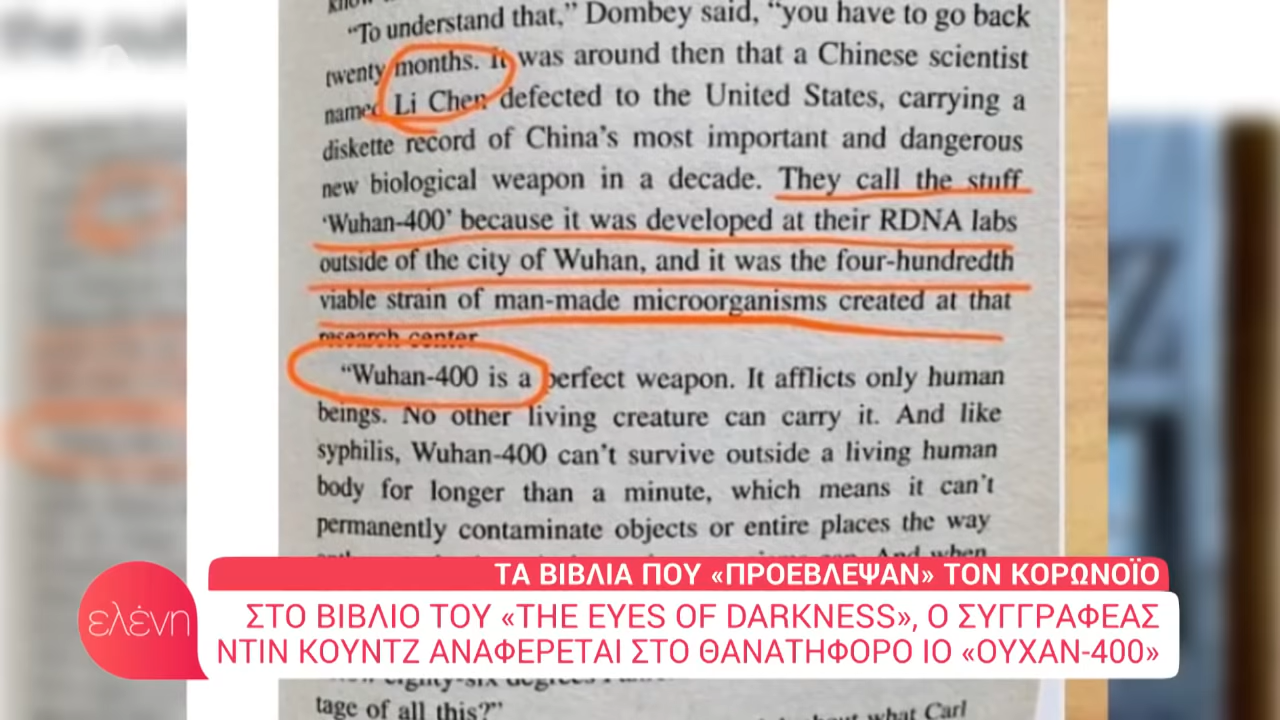 “To understand that,” Dombey said, “you have to go back
twenty months. It was around then that a Chinese scientist
named Li Chen defected to the United States, carrying a
diskette record of China’s most important and dangerous
new biological weapon in a decade. They call the stuff
‘Wuhan-400’ because it was developed at their RDNA labs
outside of the city of Wuhan, and it was the four-hundredth
viable strain of man-made microorganisms created at that
research center
“Wuhan-400 is a perfect weapon. It afflicts only human
beings. No other living creature can carry it. And like
syphilis, Wuhan-400 can’t survive outside a living human
body for longer than a minute, which means it can’t
permanently contaminate objects or entire places the way
And when
ΤΑ ΒΙΒΛΙΑ ΠΟΥ «ΠΡΟΕΒΛΕΨΑΝ» ΤΟΝ ΚΟΡΩΝΟΪΟ
ελένη
ΣΤΟ ΒΙΒΛΙΟ ΤΟΥ «THE EYES OF DARKNESS», Ο ΣΥΓΓΡΑΦΕΑΣ
ΝΤΙΝ ΚΟΥΝΤΖ ΑΝΑΦΕΡΕΤΑΙ ΣΤΟ ΘΑΝΑΤΗΦΟΡΟ ΙΟ «ΟΥΧΑΝ-400»
eighty-six degrees
tage of all this?”
what Carl